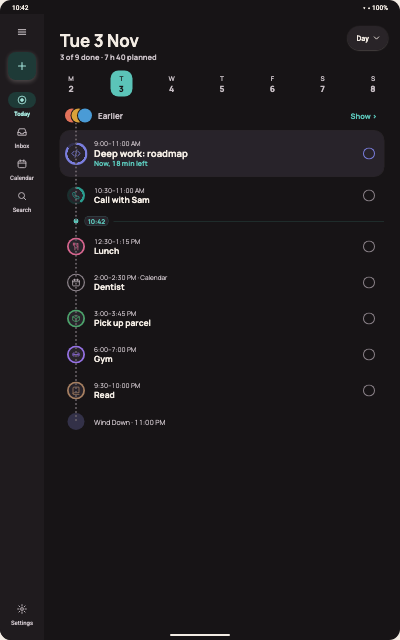 10:42
100%
Tue 3 Nov
3 of 9 done · 7 h 40 planned
Day
M T W T F S S
2 3 4 5 6 7 8
Today
Inbox
Calendar
Search
Earlier
Show ›
9:00–11:00 AM
Deep work: roadmap
Now, 18 min left
10:30–11:00 AM
Call with Sam
10:42
12:30–1:15 PM
Lunch
2:00–2:30 PM · Calendar
Dentist
3:00–3:45 PM
Pick up parcel
6:00–7:00 PM
Gym
9:30–10:00 PM
Read
Wind Down · 11:00 PM
Settings